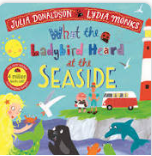 JULIA DONALDSON LYDIA MONKS
What the
Ladybird Heard
at the
SEASIDE